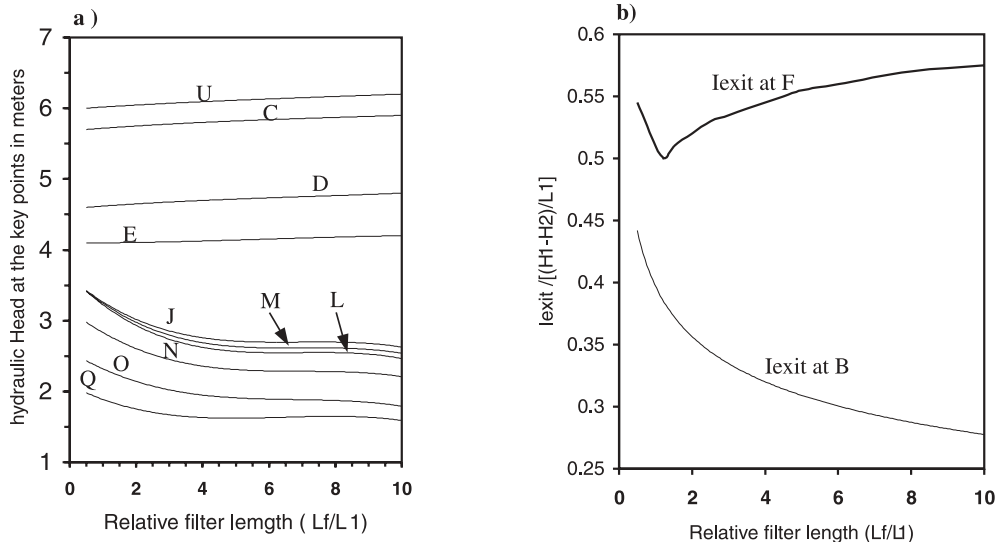 a )
hydraulic Head at the key points in meters
7
6
5
4
3
2
1
U
C
D
E
J
M
L
N
O
Q
0 2 4 6 8 10
Relative filter lemgth ( Lf/L 1)
b)
Iexit /[(H1-H2)/L1]
0.6
0.55
0.5
0.45
0.4
0.35
0.3
0.25
Iexit at F
Iexit at B
0 2 4 6 8 10
Relative filter length (Lf/L1)